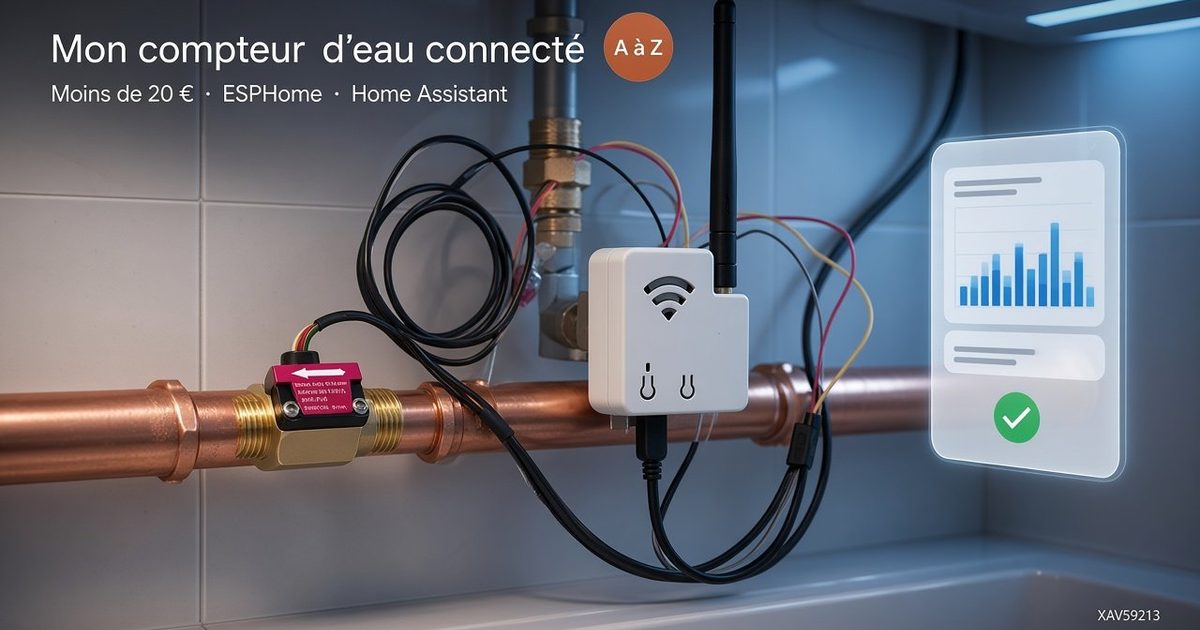 Mon compteur d'eau connecté
A à Z
Moins de 20 € · ESPHome · Home Assistant
XAV59213